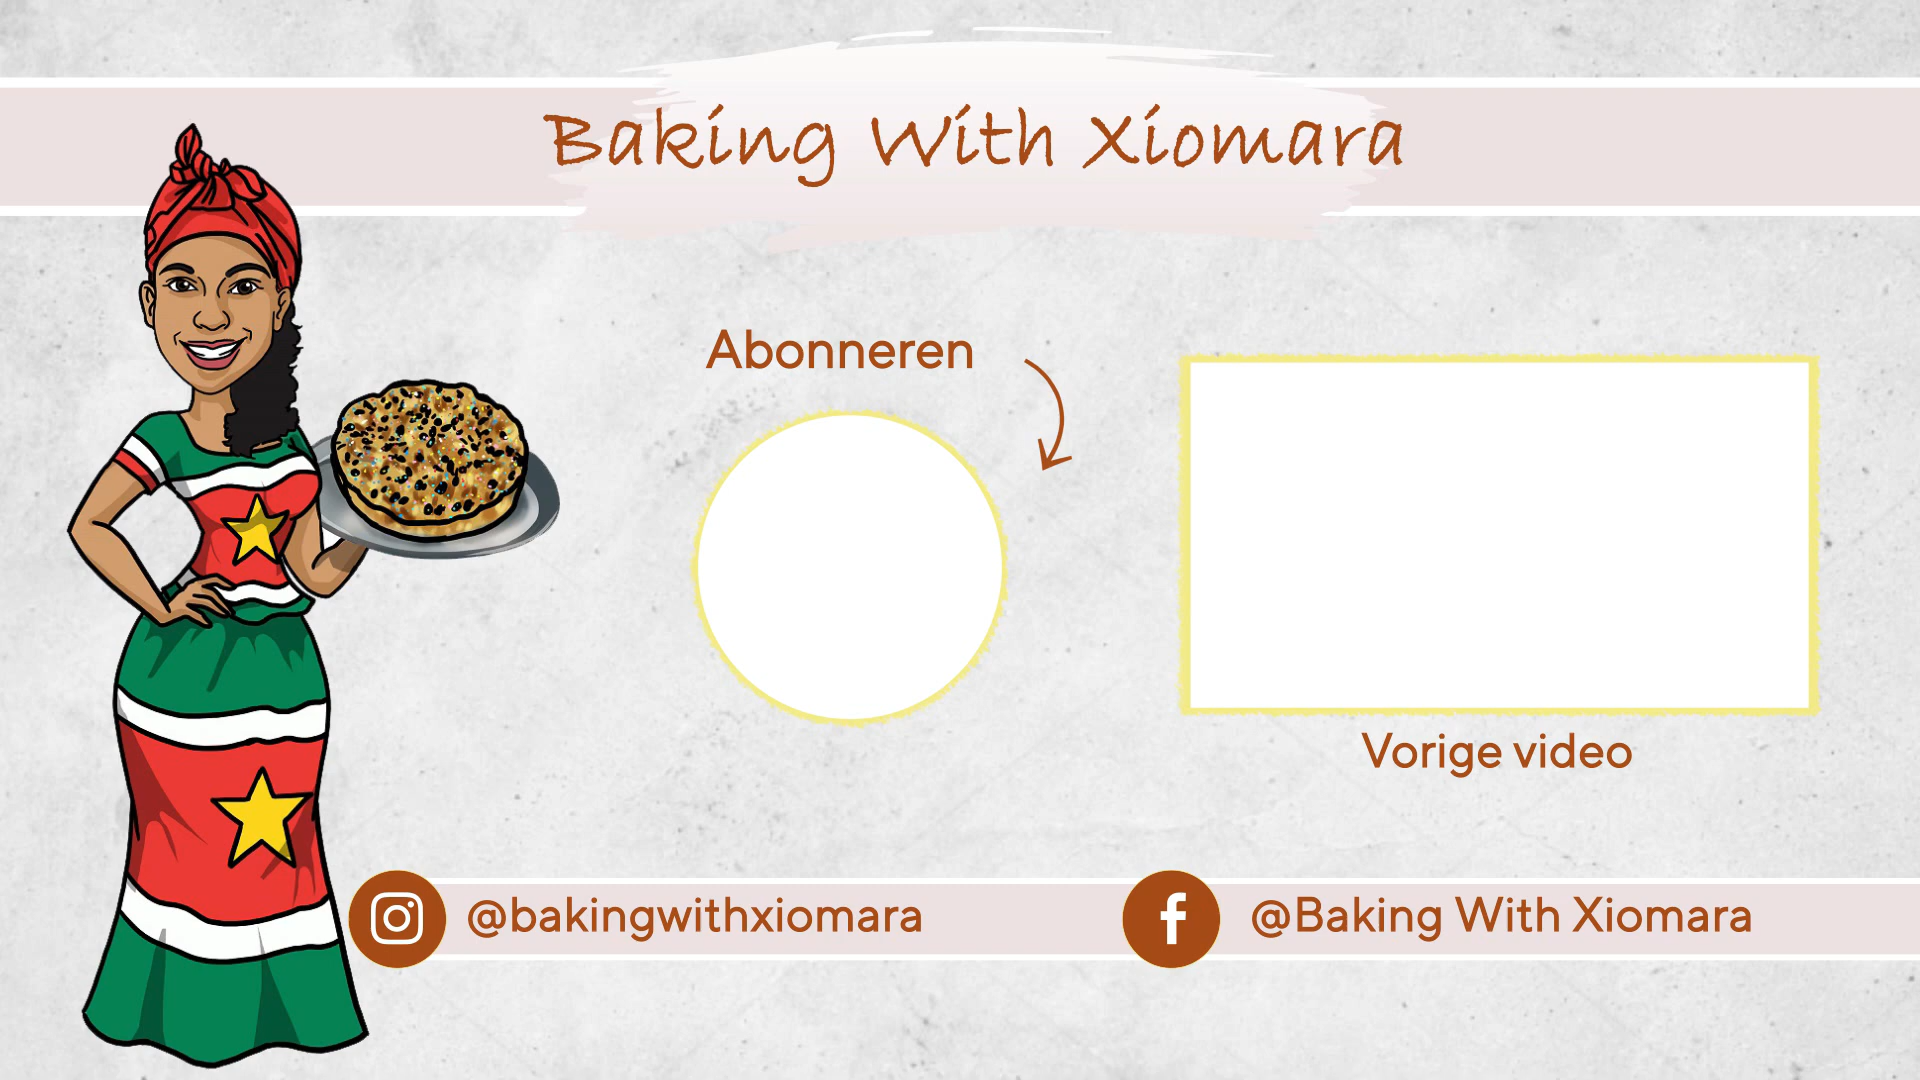 Baking With Xiomara
Abonneren
Vorige video
@bakingwithxiomara
@Baking With Xiomara